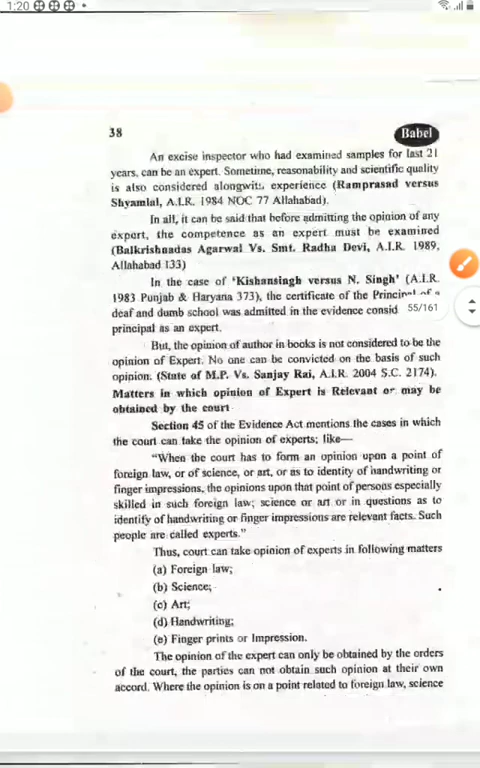 1:20
38
Babel
An excise inspector who had examined samples for last 21
years, can be an expert. Sometime, reasonability and scientific quality
is also considered alongwith experience (Ramprasad versus
Shyamlal, A.I.R. 1984 NOC 77 Allahabad).
In all, it can be said that before admitting the opinion of any
expert, the competence as an expert must be examined
(Balkrishnadas Agarwal Vs. Smt. Radha Devi, A.I.R. 1989,
Allahabad 133)
In the case of 'Kishansingh versus N. Singh' (A.I.R.
1983 Punjab & Haryana 373), the certificate of the Principal of a
deaf and dumb school was admitted in the evidence consid
55/161
principal as an expert.
But, the opinion of author in books is not considered to be the
opinion of Expert. No one can be convicted on the basis of such
opinion. (State of M.P. Vs. Sanjay Rai, A.I.R. 2004 S.C. 2174).
Matters in which opinion of Expert is Relevant or may be
obtained by the court
Section 45 of the Evidence Act mentions the cases in which
the court can take the opinion of experts; like—
"When the court has to form an opinion upon a point of
foreign law, or of science, or art, or as to identity of handwriting or
finger impressions, the opinions upon that point of persons especially
skilled in such foreign law; science or art or in questions as to
identify of handwriting or finger impressions are relevant facts. Such
people are called experts."
Thus, court can take opinion of experts in following matters
(a) Foreign law;
(b) Science;
(c) Art;
(d) Handwriting;
(e) Finger prints or Impression.
The opinion of the expert can only be obtained by the orders
of the court, the parties can not obtain such opinion at their own
accord. Where the opinion is on a point related to foreign law, science